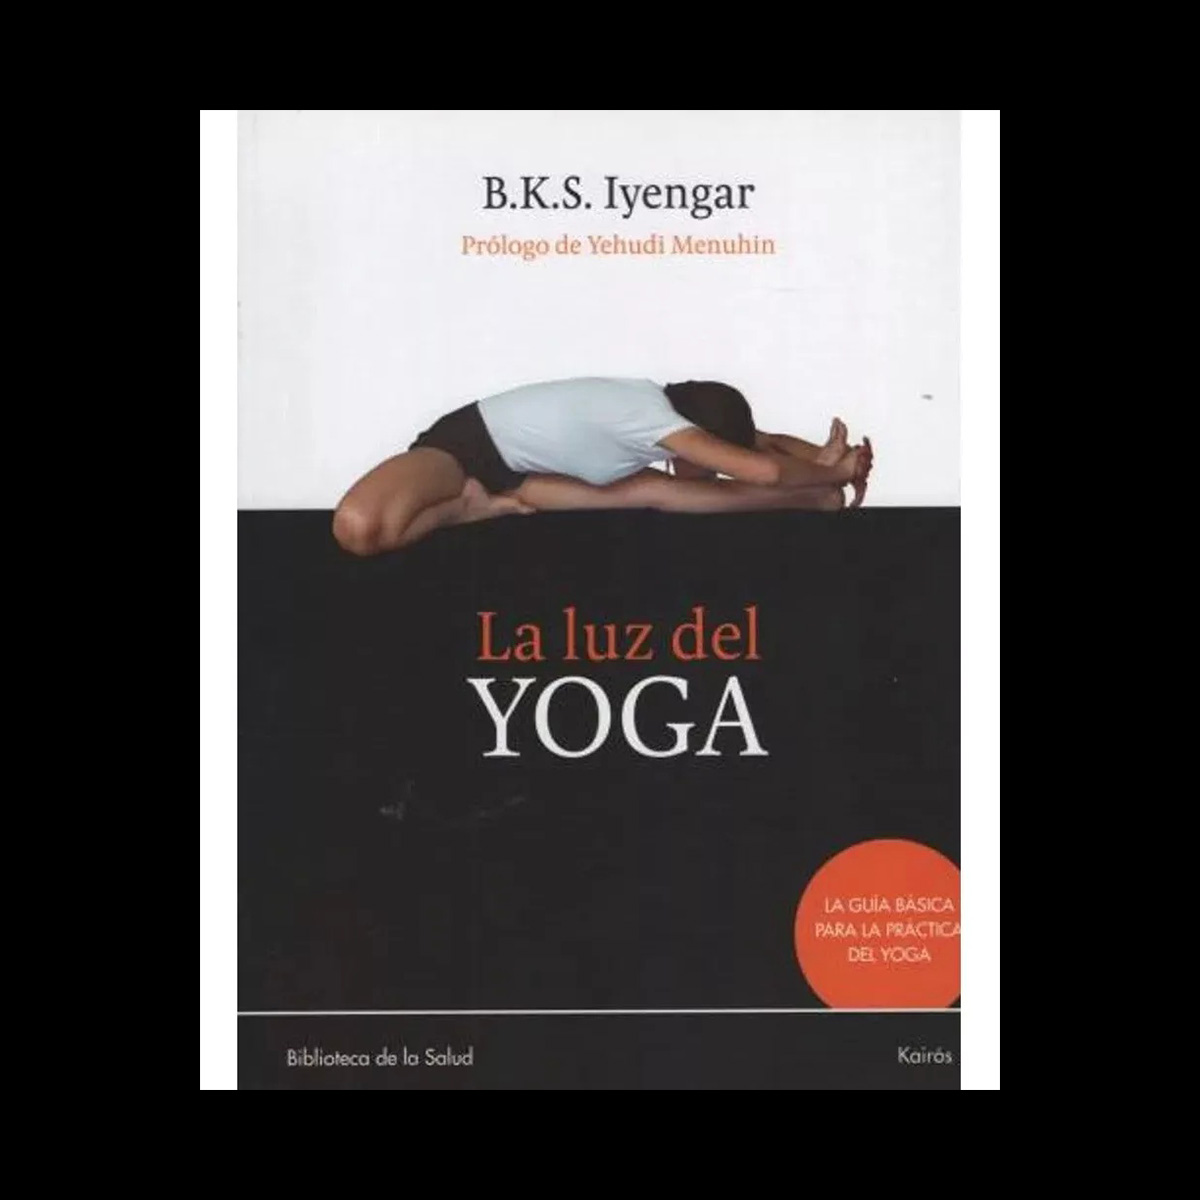 B.K.S. Iyengar
Prólogo de Yehudi Menuhin
La luz del
YOGA
LA GUÍA BÁSICA
PARA LA PRÁCTICA
DEL YOGA
Biblioteca de la Salud
Kairós